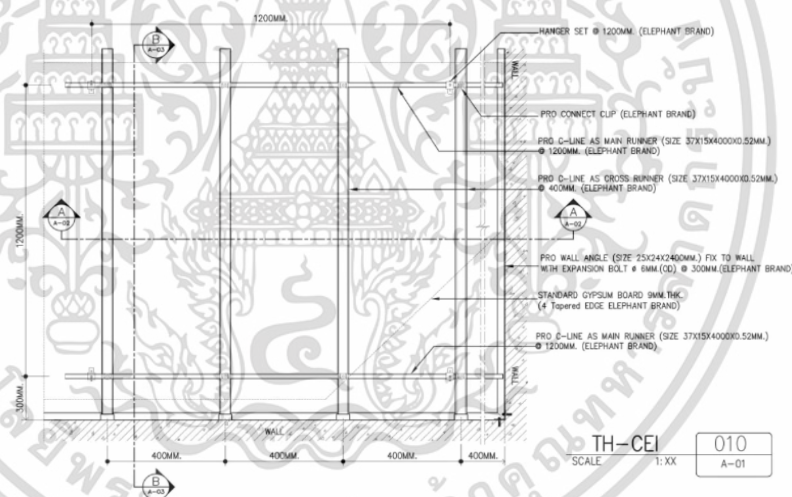 1200MM.
B
A-03
HANGER SET @ 1200MM. (ELEPHANT BRAND)
WALL
PRO CONNECT CLIP (ELEPHANT BRAND)
PRO C-LINE AS MAIN RUNNER (SIZE 37X15X4000X0.52MM.)
@ 1200MM. (ELEPHANT BRAND)
PRO C-LINE AS CROSS RUNNER (SIZE 37X15X4000X0.52MM.)
@ 400MM. (ELEPHANT BRAND)
A
A-02
A
A-02
1200MM.
PRO WALL ANGLE (SIZE 25X24X2400MM.) FIX TO WALL
WITH EXPANSION BOLT ø 6MM.(OD) @ 300MM.(ELEPHANT BRAND)
STANDARD GYPSUM BOARD 9MM.THK.
(4 Tapered EDGE ELEPHANT BRAND)
PRO C-LINE AS MAIN RUNNER (SIZE 37X15X4000X0.52MM.)
@ 1200MM. (ELEPHANT BRAND)
WALL
300MM.
WALL
400MM.
400MM.
400MM.
400MM.
B
A-03
TH-CEI
SCALE 1:XX
010
A-01